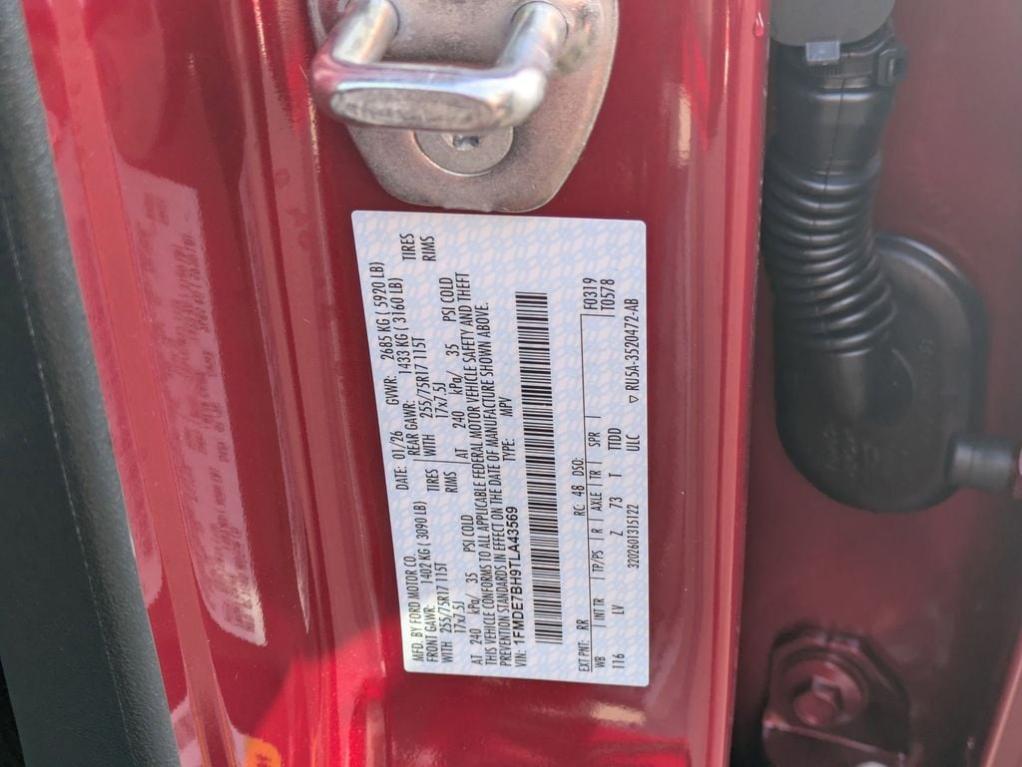 MFD. BY FORD MOTOR CO. DATE: 01/26 GVWR: 2685 KG ( 5920 LB)
FRONT GAWR: 1402 KG ( 3090 LB) REAR GAWR: 1433 KG ( 3160 LB)
WITH 255/75R17 115T TIRES WITH 255/75R17 115T TIRES
17x7.5J RIMS 17x7.5J RIMS
AT 240 kPa/ 35 PSI COLD AT 240 kPa/ 35 PSI COLD
THIS VEHICLE CONFORMS TO ALL APPLICABLE FEDERAL MOTOR VEHICLE SAFETY AND THEFT
PREVENTION STANDARDS IN EFFECT ON THE DATE OF MANUFACTURE SHOWN ABOVE.
VIN: 1FMDE7BH9TLA43569 TYPE: MPV
EXT PNT: RR RC: 48 DSO: F0319
WB INT TR TP/PS R AXLE TR SPR T0578
116 LV Z 73 T TTDD
3202601315122 ULC ▽ RU5A-3520472-AB